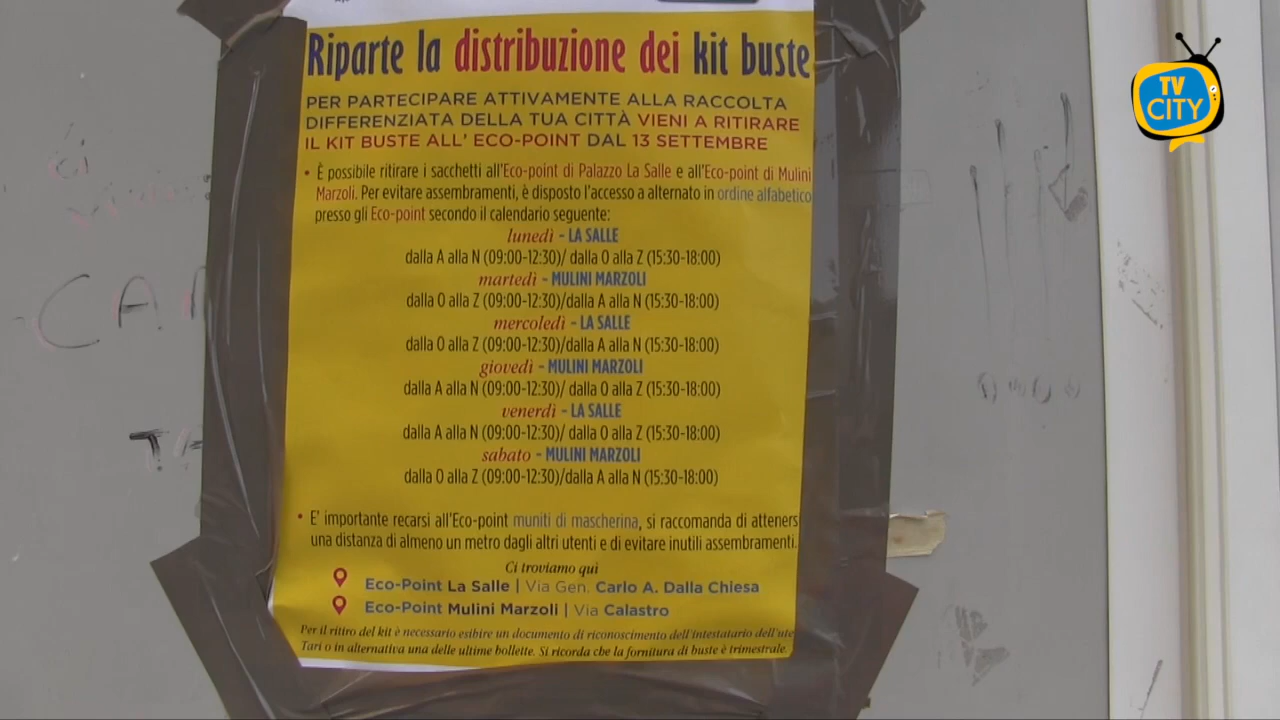 Riparte la distribuzione dei kit buste
PER PARTECIPARE ATTIVAMENTE ALLA RACCOLTA
DIFFERENZIATA DELLA TUA CITTÀ VIENI A RITIRARE
IL KIT BUSTE ALL' ECO-POINT DAL 13 SETTEMBRE
• È possibile ritirare i sacchetti all'Eco-point di Palazzo La Salle e all'Eco-point di Mulini
Marzoli. Per evitare assembramenti, è disposto l'accesso a alternato in ordine alfabetico
presso gli Eco-point secondo il calendario seguente:
lunedì - LA SALLE
dalla A alla N (09:00-12:30)/ dalla O alla Z (15:30-18:00)
martedì - MULINI MARZOLI
dalla O alla Z (09:00-12:30)/dalla A alla N (15:30-18:00)
mercoledì - LA SALLE
dalla O alla Z (09:00-12:30)/dalla A alla N (15:30-18:00)
giovedì - MULINI MARZOLI
dalla A alla N (09:00-12:30)/ dalla O alla Z (15:30-18:00)
venerdì - LA SALLE
dalla A alla N (09:00-12:30)/ dalla O alla Z (15:30-18:00)
sabato - MULINI MARZOLI
dalla O alla Z (09:00-12:30)/dalla A alla N (15:30-18:00)
• E' importante recarsi all'Eco-point muniti di mascherina, si raccomanda di atteners
una distanza di almeno un metro dagli altri utenti e di evitare inutili assembramenti.
Ci troviamo quì
Eco-Point La Salle | Via Gen. Carlo A. Dalla Chiesa
Eco-Point Mulini Marzoli | Via Calastro
Per il ritiro del kit è necessario esibire un documento di riconoscimento dell'intestatario dell'ute
Tari o in alternativa una delle ultime bollette. Si ricorda che la fornitura di buste è trimestrale.
TV
CITY